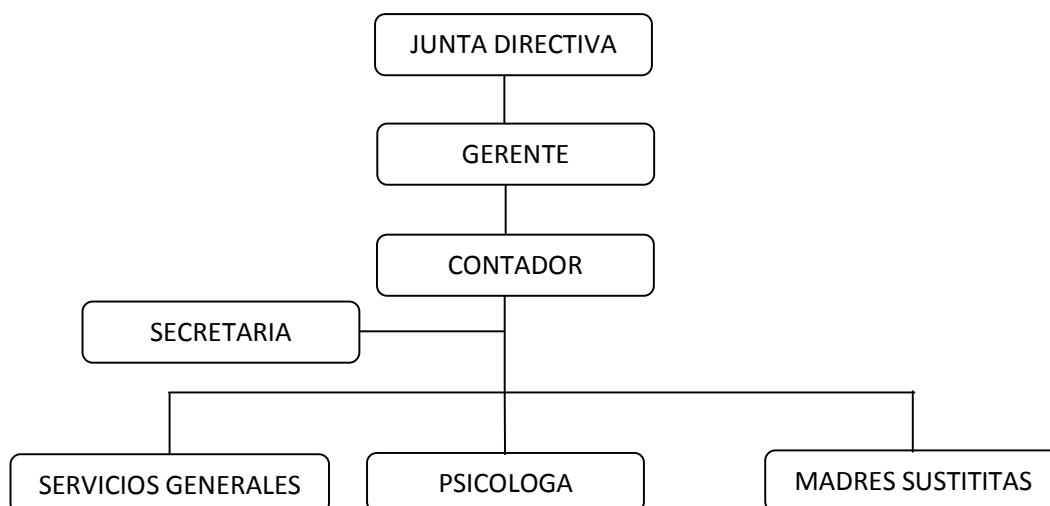 JUNTA DIRECTIVA
GERENTE
CONTADOR
SECRETARIA
SERVICIOS GENERALES
PSICOLOGA
MADRES SUSTITITAS